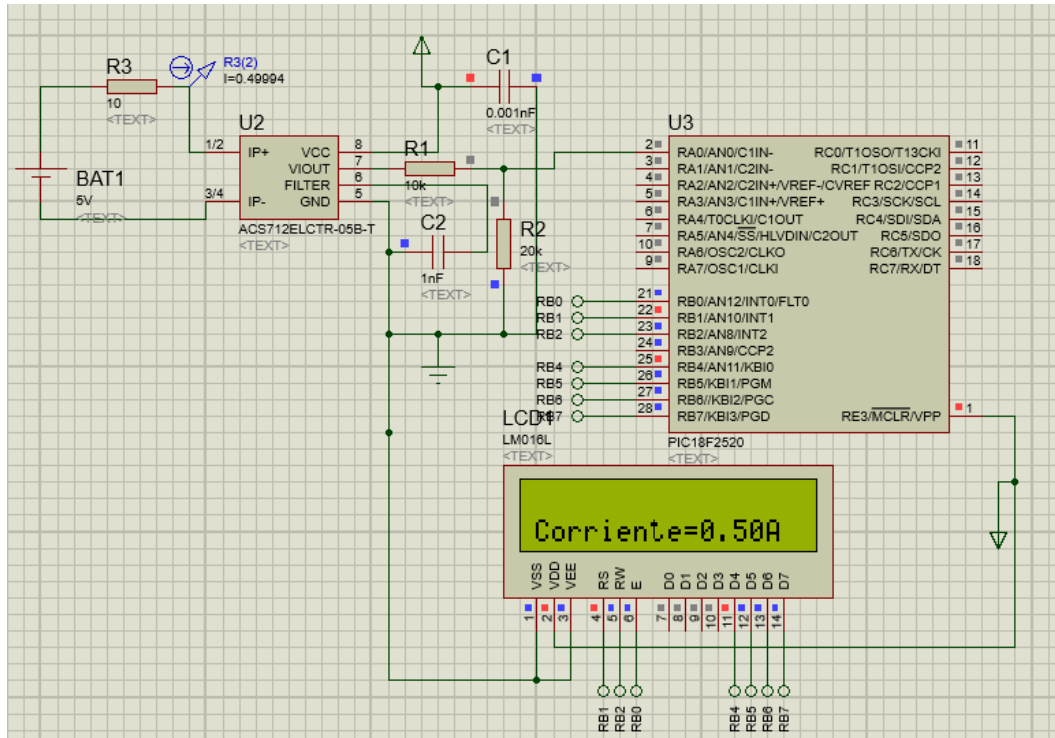 R3
10
<TEXT>
R3(2)
I=0.49994
BAT1
5V
<TEXT>
U2
1/2
3/4
IP+
IP-
VCC
VIOUT
FILTER
GND
8
7
6
5
ACS712ELCTR-05B-T
<TEXT>
C1
0.001nF
<TEXT>
R1
10k
<TEXT>
R2
20k
<TEXT>
C2
1nF
<TEXT>
U3
2 RA0/AN0/C1IN- RC0/T1OSO/T13CKI 11
3 RA1/AN1/C2IN- RC1/T1OSI/CCP2 12
4 RA2/AN2/C2IN+/VREF-/CVREF RC2/CCP1 13
5 RA3/AN3/C1IN+/VREF+ RC3/SCK/SCL 14
6 RA4/T0CLKI/C1OUT RC4/SDI/SDA 15
7 RA5/AN4/SS/HLVDIN/C2OUT RC5/SDO 16
10 RA6/OSC2/CLKO RC6/TX/CK 17
9 RA7/OSC1/CLKI RC7/RX/DT 18
RB0 21 RB0/AN12/INT0/FLT0
RB1 22 RB1/AN10/INT1
RB2 23 RB2/AN8/INT2
24 RB3/AN9/CCP2
RB4 25 RB4/AN11/KBI0
RB5 26 RB5/KBI1/PGM
RB6 27 RB6//KBI2/PGC
RB7 28 RB7/KBI3/PGD RE3/MCLR/VPP 1
PIC18F2520
<TEXT>
LCD1
LM016L
<TEXT>
Corriente=0.50A
VSS VDD VEE RS RW E D0 D1 D2 D3 D4 D5 D6 D7
1 2 3 4 5 6 7 8 9 10 11 12 13 14
RB1 RB2 RB0 RB4 RB5 RB6 RB7